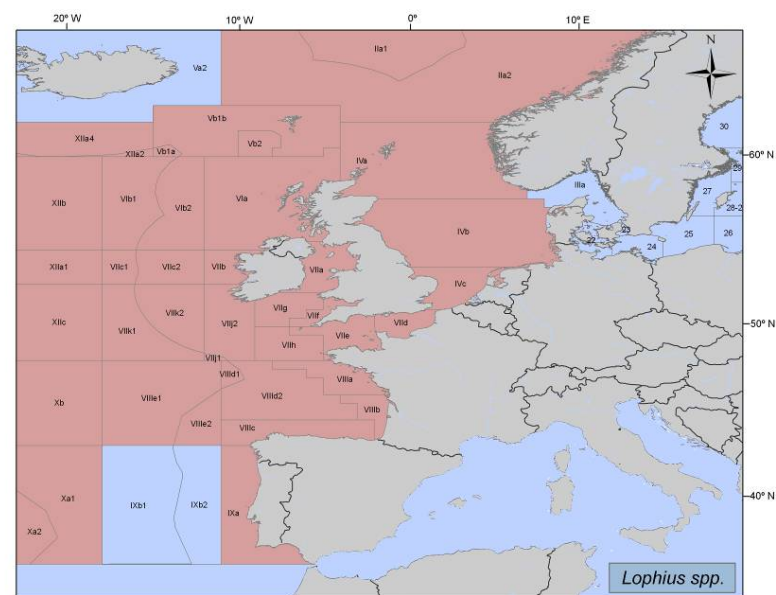 20° W 10° W 0° 10° E
N
IIa1
Va2
IIa2
Vb1b
30
XIIa4
Vb2
Vb1a
XIIa2
60° N
IVa
29
IIIa
27
VIb1
VIa
XIIb
VIb2
28-2
IVb
23
25
26
22
24
XIIa1
VIIc1
VIIc2
VIIb
VIIa
IVc
VIIg
VIIf
XIIc
VIIk1
VIIk2
VIIj2
VIId
50° N
VIIe
VIIh
VIIj1
VIIId1
VIIIa
Xb
VIIIe1
VIIId2
VIIIb
VIIIe2
VIIIc
Xa1
IXb1
IXb2
IXa
40° N
Xa2
Lophius spp.